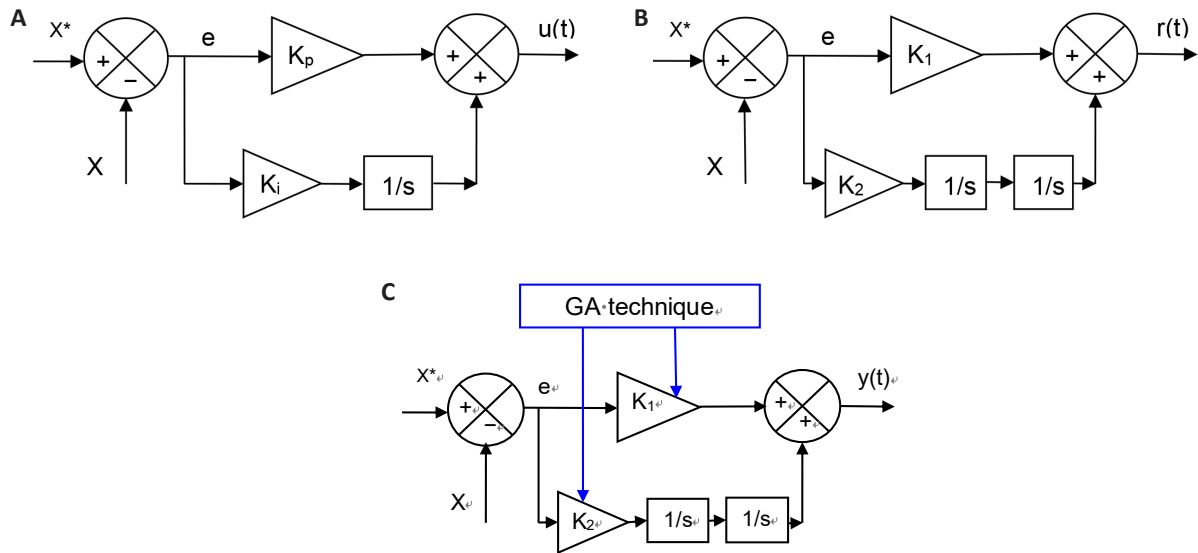 A
X*
e
Kp
u(t)
+
−
+
+
X
Ki
1/s
B
X*
e
K1
r(t)
+
−
+
+
X
K2
1/s
1/s
C
GA·technique↵
X*↵
e↵
K1↵
y(t)↵
+↵
−↵
+↵
+↵
X↵
K2↵
1/s↵
1/s↵